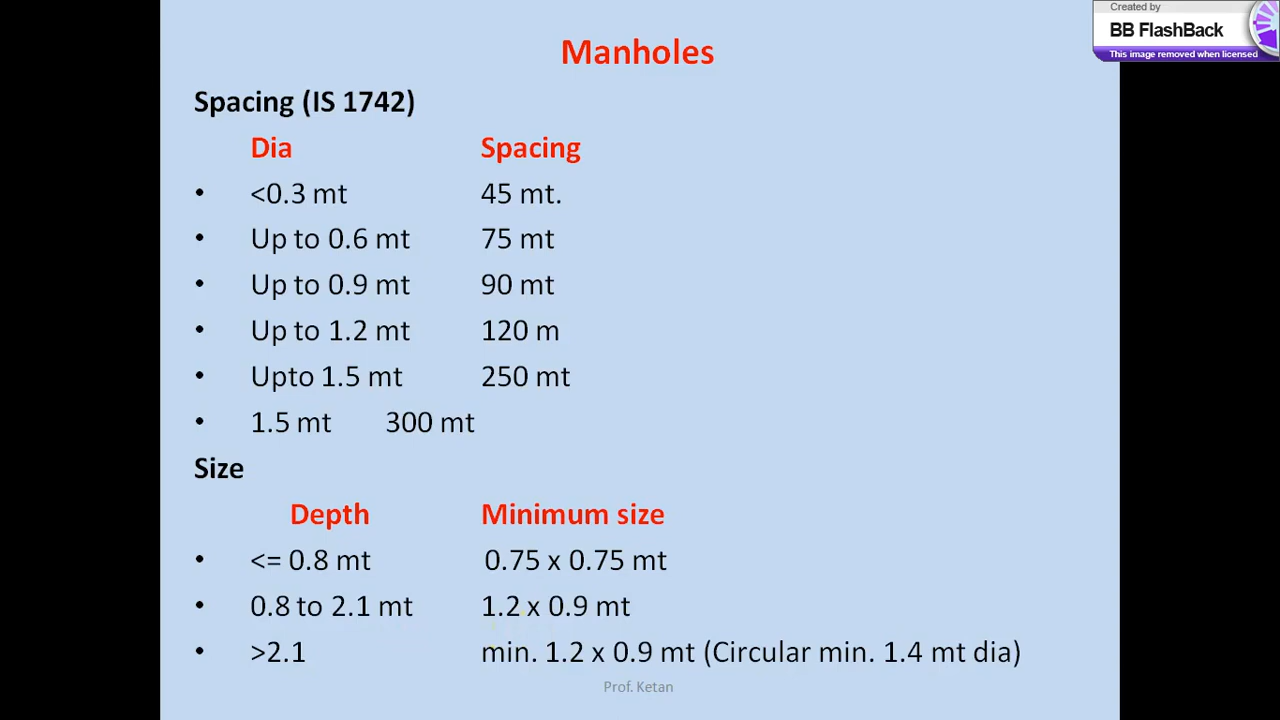 Created by
BB FlashBack
This image removed when licensed
Manholes
Spacing (IS 1742)
Dia Spacing
• <0.3 mt 45 mt.
• Up to 0.6 mt 75 mt
• Up to 0.9 mt 90 mt
• Up to 1.2 mt 120 m
• Upto 1.5 mt 250 mt
• 1.5 mt 300 mt
Size
Depth Minimum size
• <= 0.8 mt 0.75 x 0.75 mt
• 0.8 to 2.1 mt 1.2 x 0.9 mt
• >2.1 min. 1.2 x 0.9 mt (Circular min. 1.4 mt dia)
Prof. Ketan